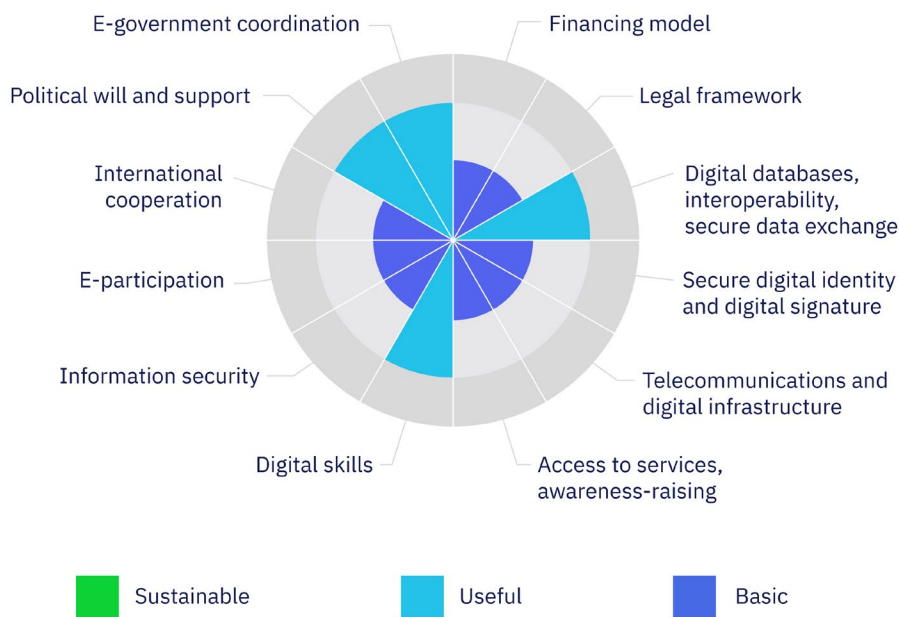 E-government coordination
Financing model
Political will and support
Legal framework
International
cooperation
Digital databases,
interoperability,
secure data exchange
E-participation
Secure digital identity
and digital signature
Information security
Telecommunications and
digital infrastructure
Digital skills
Access to services,
awareness-raising
Sustainable
Useful
Basic